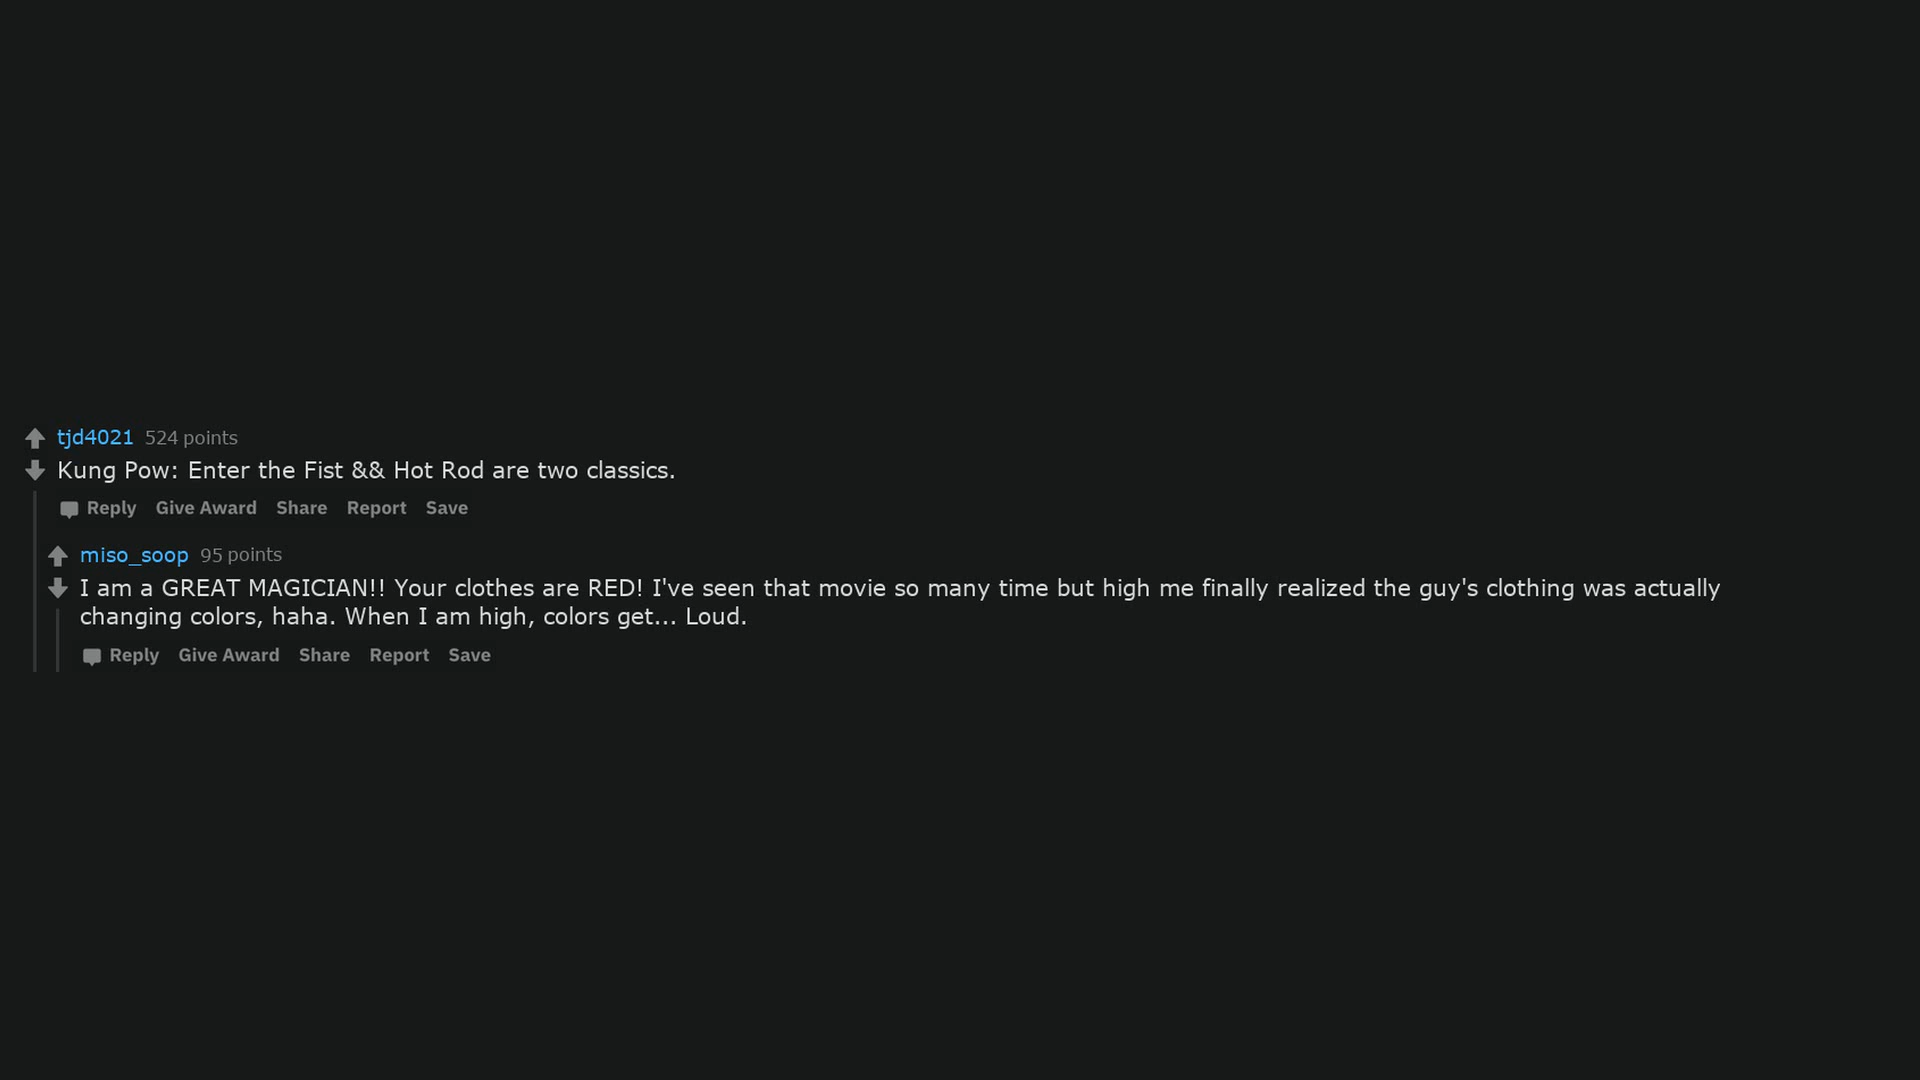 tjd4021 524 points
Kung Pow: Enter the Fist && Hot Rod are two classics.
Reply Give Award Share Report Save
miso_soop 95 points
I am a GREAT MAGICIAN!! Your clothes are RED! I've seen that movie so many time but high me finally realized the guy's clothing was actually
changing colors, haha. When I am high, colors get... Loud.
Reply Give Award Share Report Save